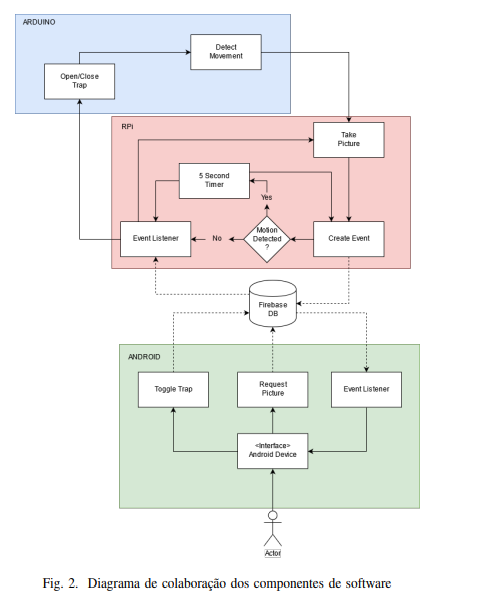 ARDUINO
Detect
Movement
Open/Close
Trap
RPi
Take
Picture
5 Second
Timer
Yes
Event Listener
No
Motion
Detected
?
Create Event
Firebase
DB
ANDROID
Toggle Trap
Request
Picture
Event Listener
<Interface>
Android Device
Actor
Fig. 2. Diagrama de colaboração dos componentes de software